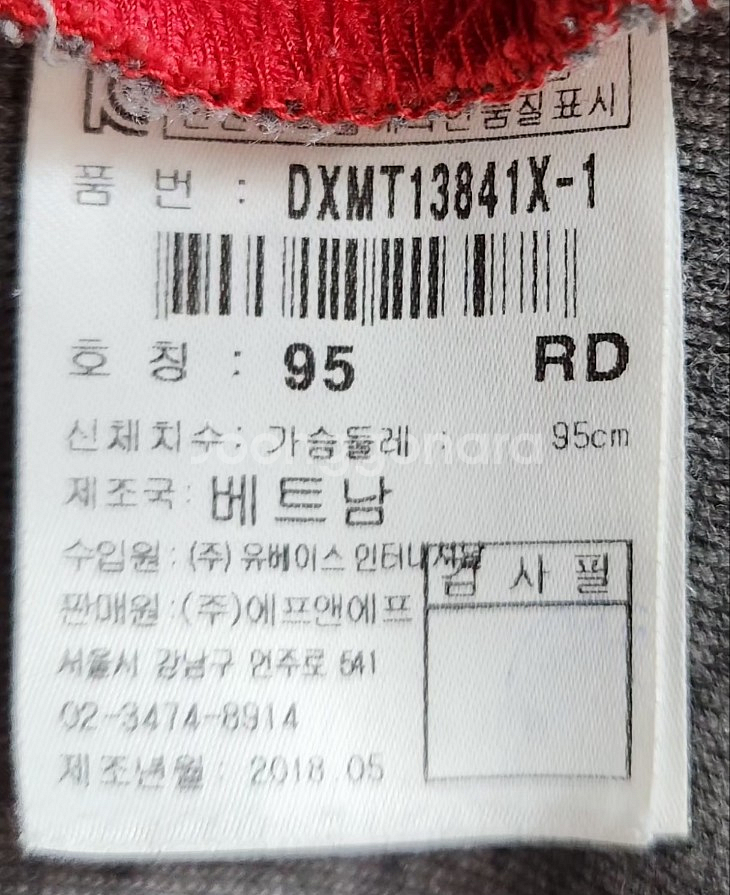 품질표시
품 번 : DXMT13841X-1
호 칭 : 95 RD
신체치수: 가슴둘레 : 95cm
joonggonara
제조국: 베트남
수입원 : (주) 유베이스 인터내셔날
검 사 필
판매원 :(주)에프앤에프
서울시 강남구 언주로 541
02-3474-8914
제조년월 : 2018.05